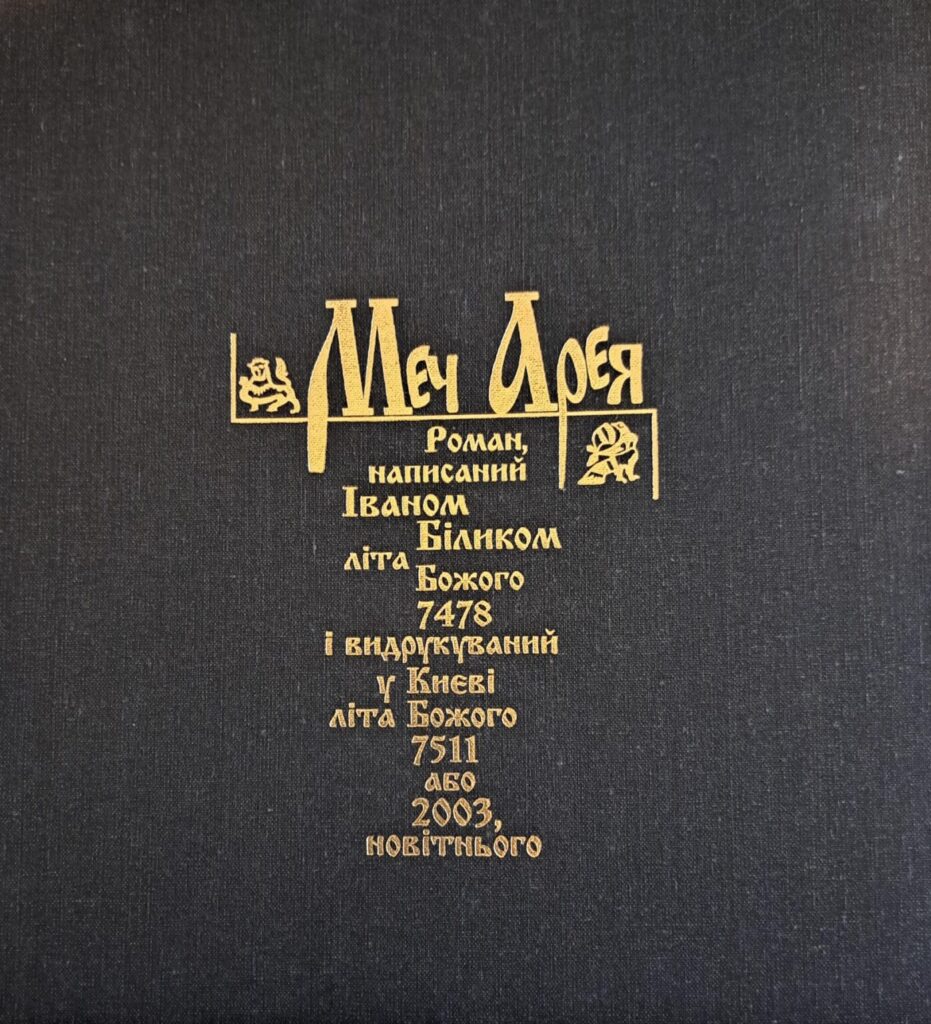 Меч Арея
Роман,
написаний
Іваном
Біликом
літа
Божого
7478
і видрукуваний
у Києві
літа Божого
7511
або
2003,
новітнього